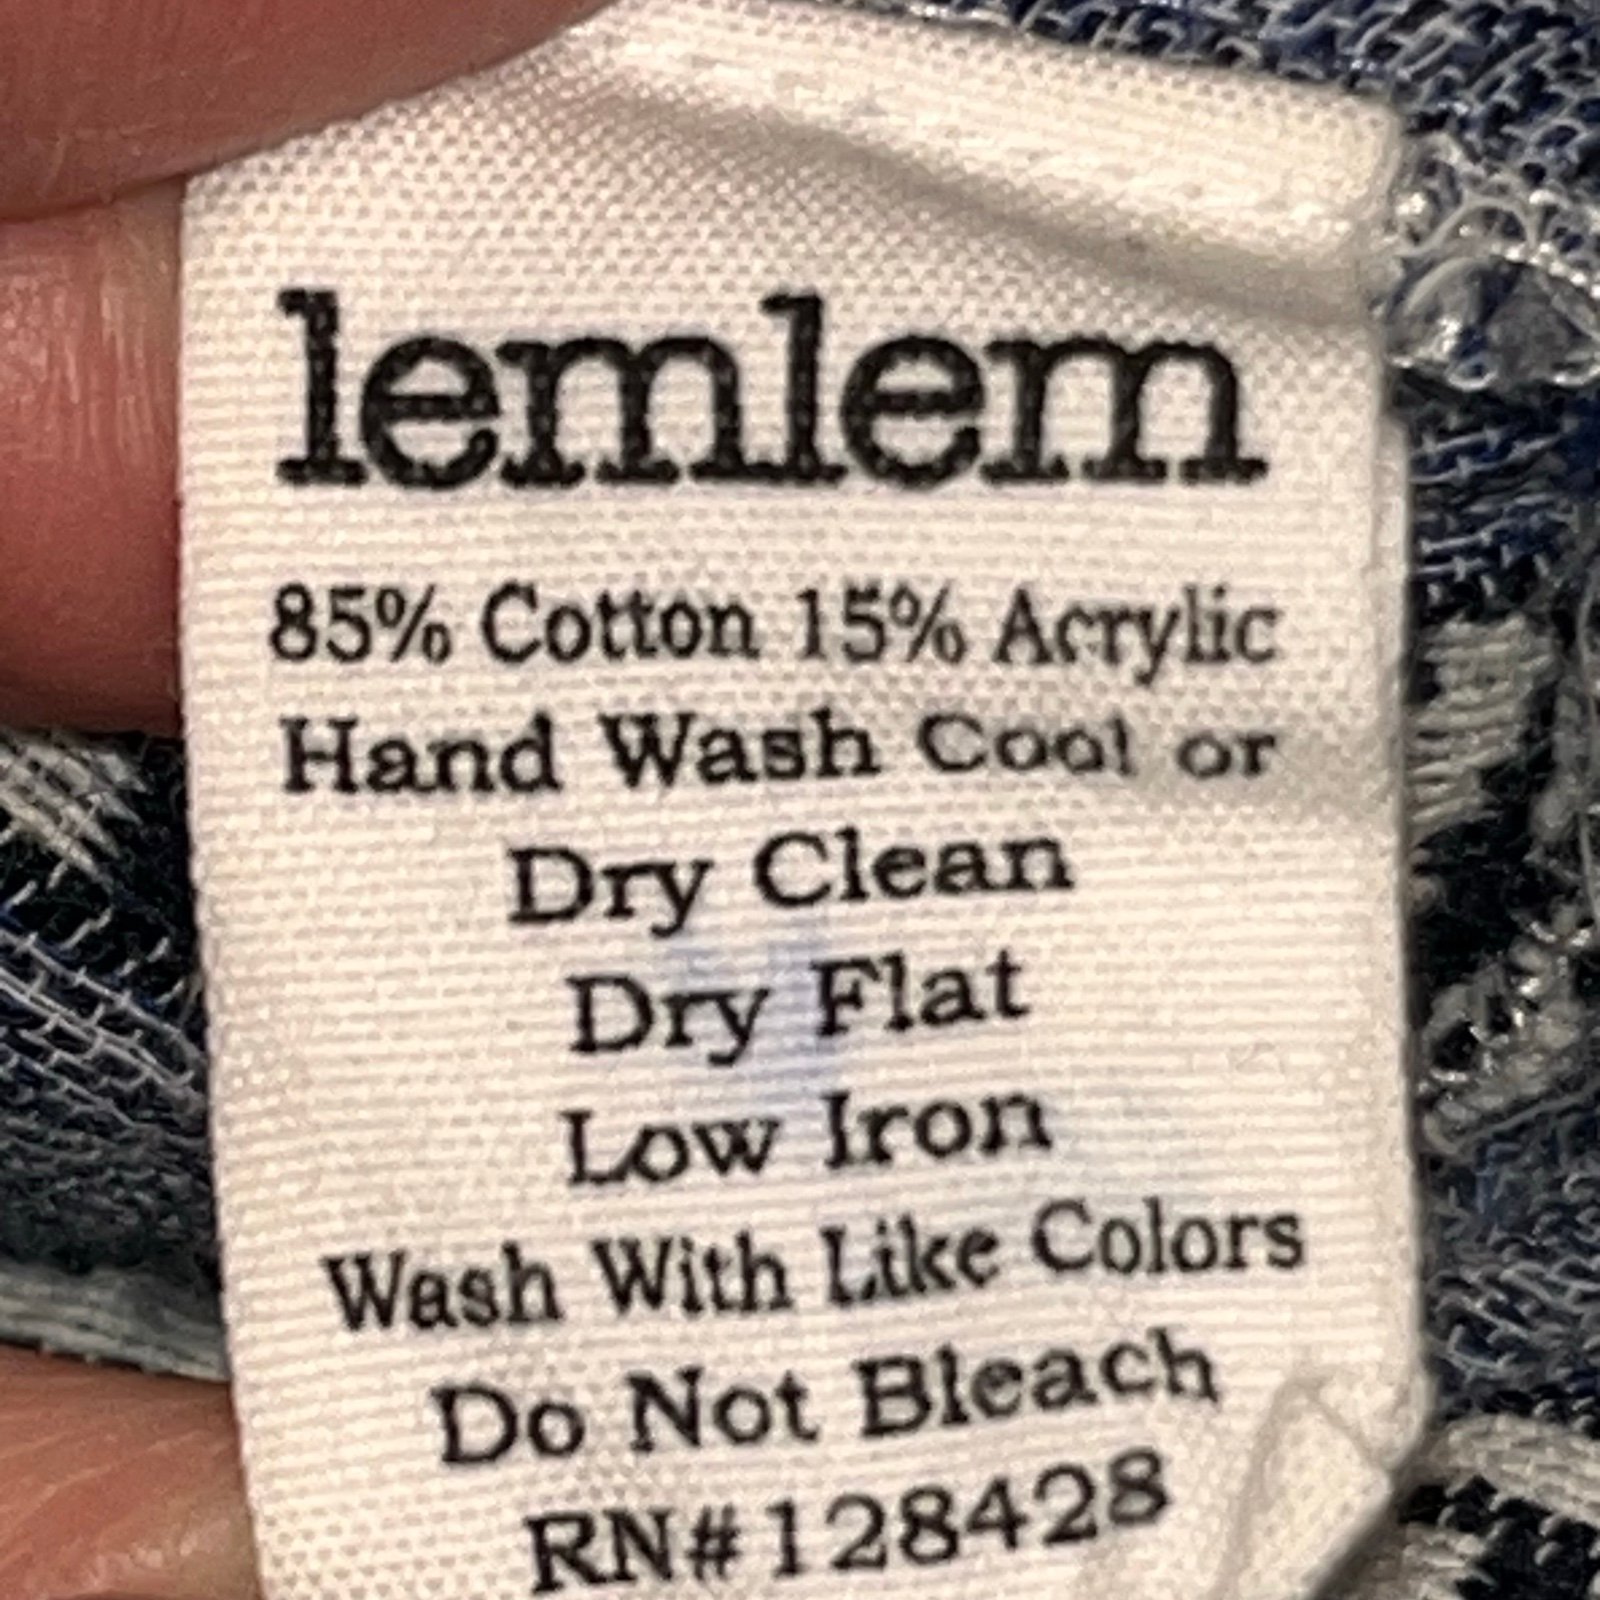 lemlem
85% Cotton 15% Acrylic
Hand Wash Cool or
Dry Clean
Dry Flat
Low Iron
Wash With Like Colors
Do Not Bleach
RN#128428